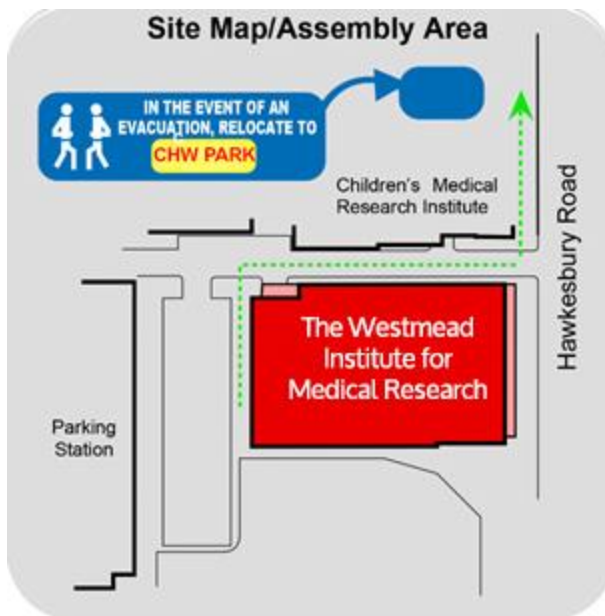 Site Map/Assembly Area
IN THE EVENT OF AN
EVACUATION, RELOCATE TO
CHW PARK
Children's Medical
Research Institute
Hawkesbury Road
The Westmead
Institute for
Medical Research
Parking
Station